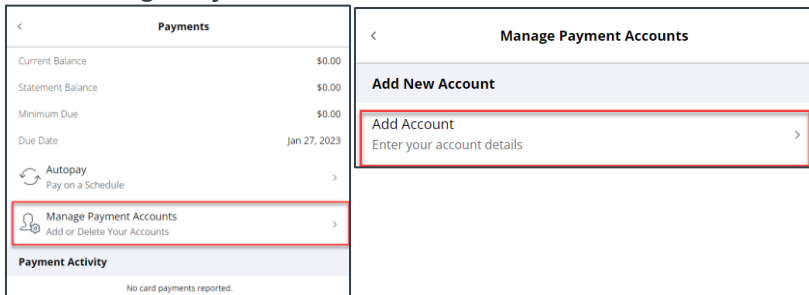 Payments
Current Balance $0.00
Statement Balance $0.00
Minimum Due $0.00
Due Date Jan 27, 2023
Autopay
Pay on a Schedule
Manage Payment Accounts
Add or Delete Your Accounts
Payment Activity
No card payments reported.
Manage Payment Accounts
Add New Account
Add Account
Enter your account details